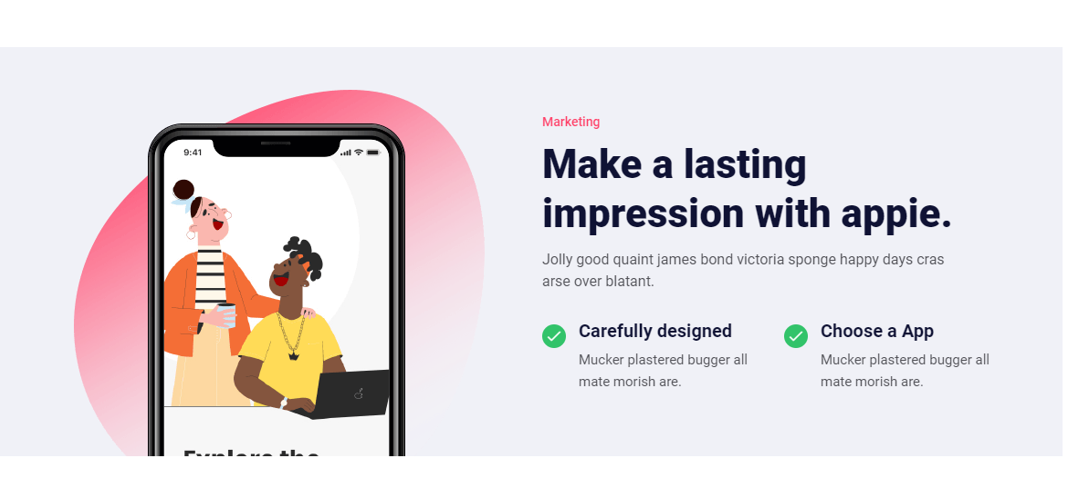 9:41
Explore the
Marketing
Make a lasting
impression with appie.
Jolly good quaint james bond victoria sponge happy days cras
arse over blatant.
Carefully designed
Mucker plastered bugger all
mate morish are.
Choose a App
Mucker plastered bugger all
mate morish are.